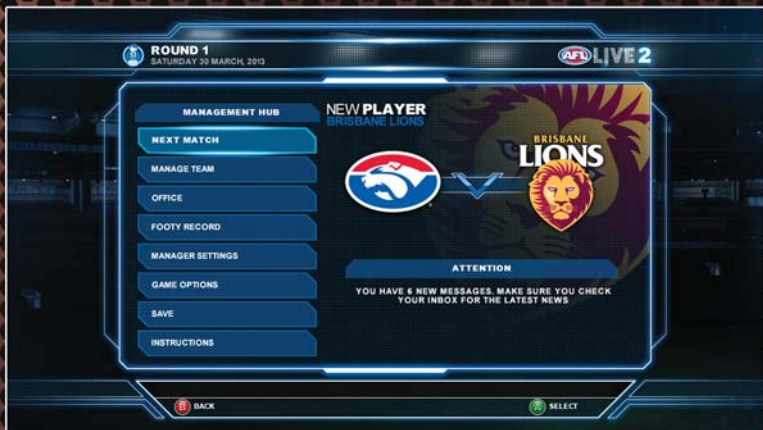 ROUND 1
SATURDAY 30 MARCH, 2013
AFL LIVE 2
MANAGEMENT HUB
NEXT MATCH
MANAGE TEAM
OFFICE
FOOTY RECORD
MANAGER SETTINGS
GAME OPTIONS
SAVE
INSTRUCTIONS
NEW PLAYER
BRISBANE LIONS
BRISBANE
LIONS
ATTENTION
YOU HAVE 6 NEW MESSAGES. MAKE SURE YOU CHECK
YOUR INBOX FOR THE LATEST NEWS
B BACK
A SELECT